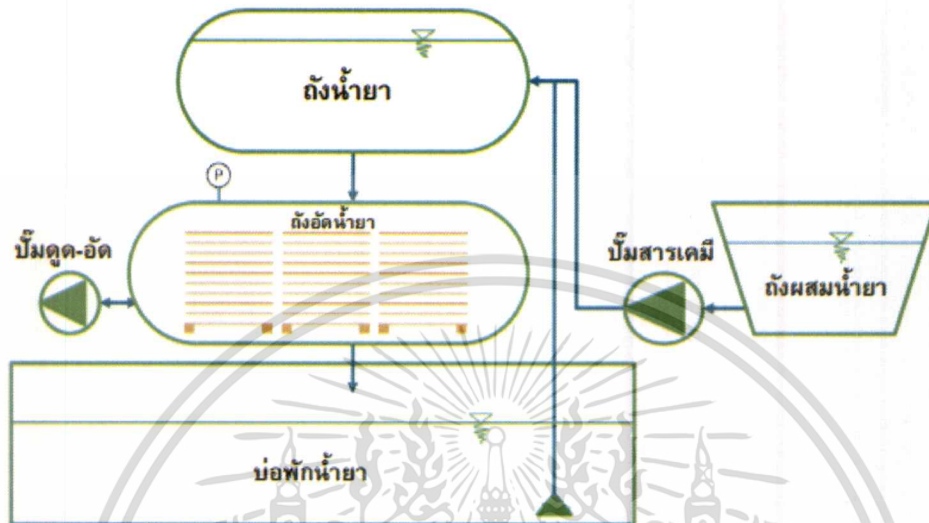 ถังน้ำยา
P
ถังอัดน้ำยา
ปั๊มดูด-อัด
ปั๊มสารเคมี
ถังผสมน้ำยา
บ่อพักน้ำยา